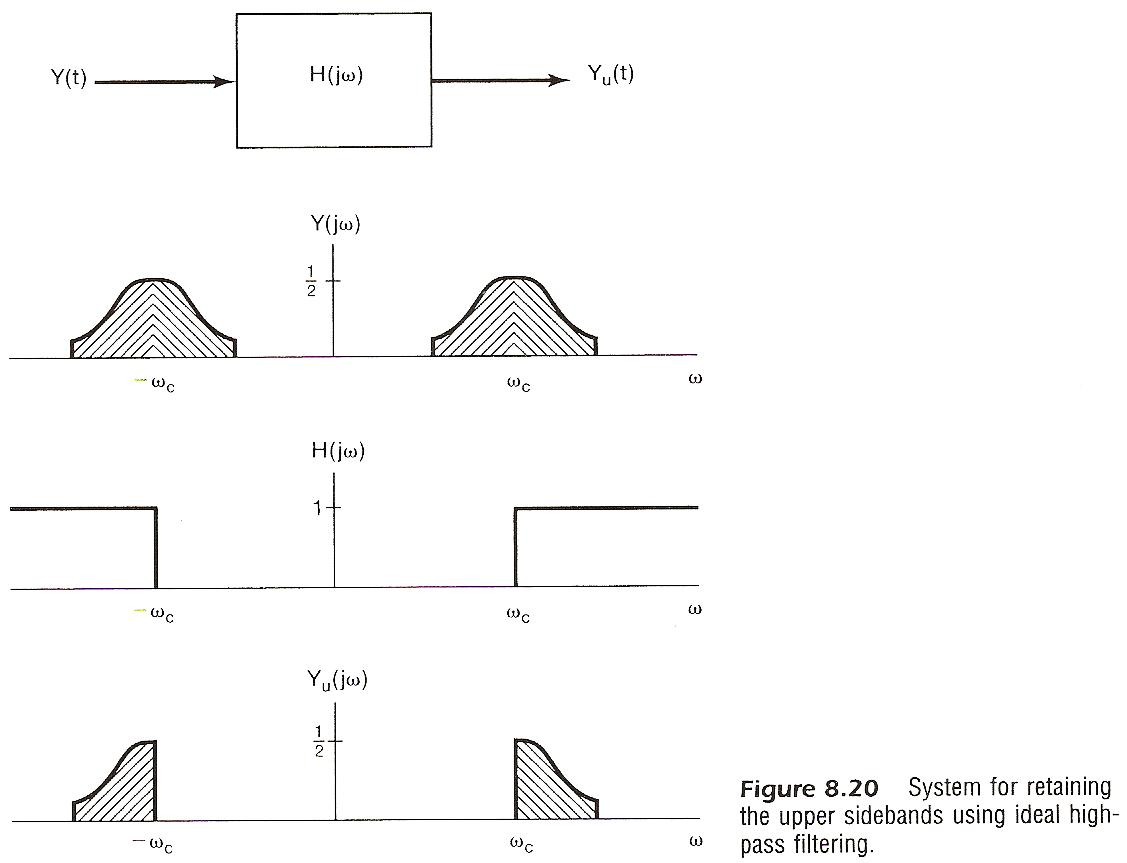 Y(t)
H(jω)
Yu(t)
Y(jω)
1
2
−ωc
ωc
ω
H(jω)
1
−ωc
ωc
ω
Yu(jω)
1
2
−ωc
ωc
ω
Figure 8.20 System for retaining
the upper sidebands using ideal high-
pass filtering.